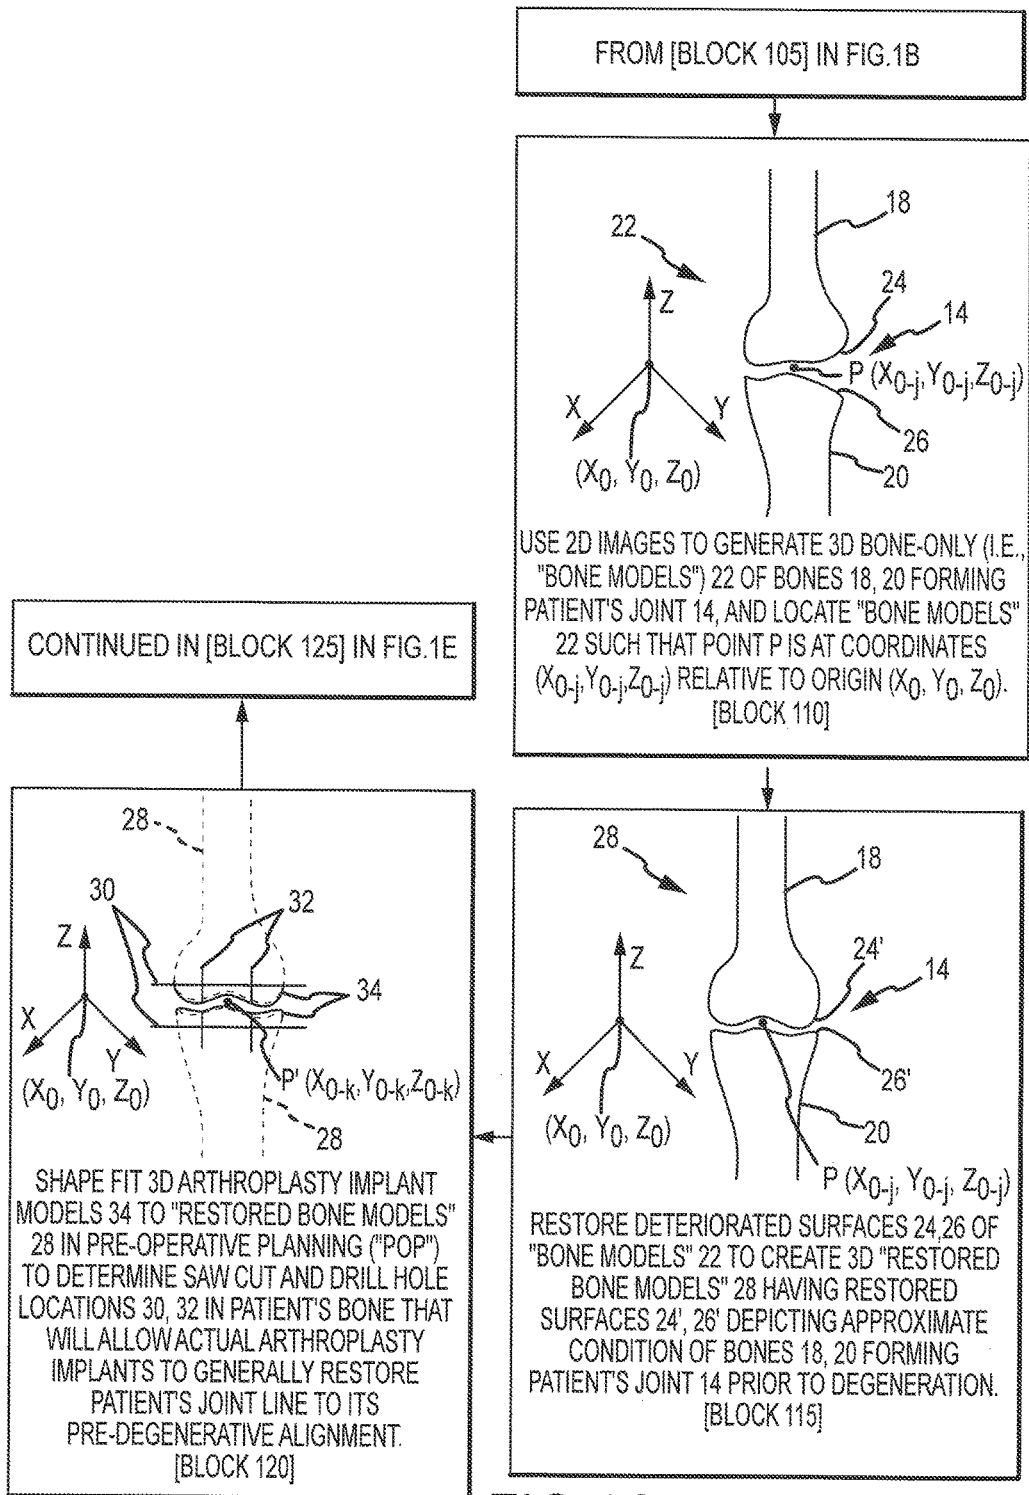 FROM [BLOCK 105] IN FIG.1B
18
22
24
14
Z
P (X0-j,Y0-j,Z0-j)
X
Y
26
(X0, Y0, Z0)
20
USE 2D IMAGES TO GENERATE 3D BONE-ONLY (I.E.,
"BONE MODELS") 22 OF BONES 18, 20 FORMING
PATIENT'S JOINT 14, AND LOCATE "BONE MODELS"
22 SUCH THAT POINT P IS AT COORDINATES
(X0-j,Y0-j,Z0-j) RELATIVE TO ORIGIN (X0, Y0, Z0).
[BLOCK 110]
28
18
24'
14
Z
X
Y
26'
(X0, Y0, Z0)
20
P (X0-j, Y0-j, Z0-j)
RESTORE DETERIORATED SURFACES 24,26 OF
"BONE MODELS" 22 TO CREATE 3D "RESTORED
BONE MODELS" 28 HAVING RESTORED
SURFACES 24', 26' DEPICTING APPROXIMATE
CONDITION OF BONES 18, 20 FORMING
PATIENT'S JOINT 14 PRIOR TO DEGENERATION.
[BLOCK 115]
28
30
32
Z
34
X
Y
P' (X0-k,Y0-k,Z0-k)
(X0, Y0, Z0)
28
SHAPE FIT 3D ARTHROPLASTY IMPLANT
MODELS 34 TO "RESTORED BONE MODELS"
28 IN PRE-OPERATIVE PLANNING ("POP")
TO DETERMINE SAW CUT AND DRILL HOLE
LOCATIONS 30, 32 IN PATIENT'S BONE THAT
WILL ALLOW ACTUAL ARTHROPLASTY
IMPLANTS TO GENERALLY RESTORE
PATIENT'S JOINT LINE TO ITS
PRE-DEGENERATIVE ALIGNMENT.
[BLOCK 120]
CONTINUED IN [BLOCK 125] IN FIG.1E